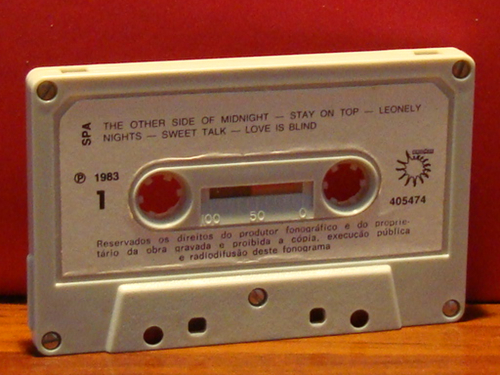 SPA
THE OTHER SIDE OF MIDNIGHT — STAY ON TOP — LEONELY
NIGHTS — SWEET TALK — LOVE IS BLIND
℗ 1983
1
405474
100 50 0
Reservados os direitos do produtor fonográfico e do proprie-
tário da obra gravada e proibida a cópia, execução pública
e radiodifusão deste fonograma